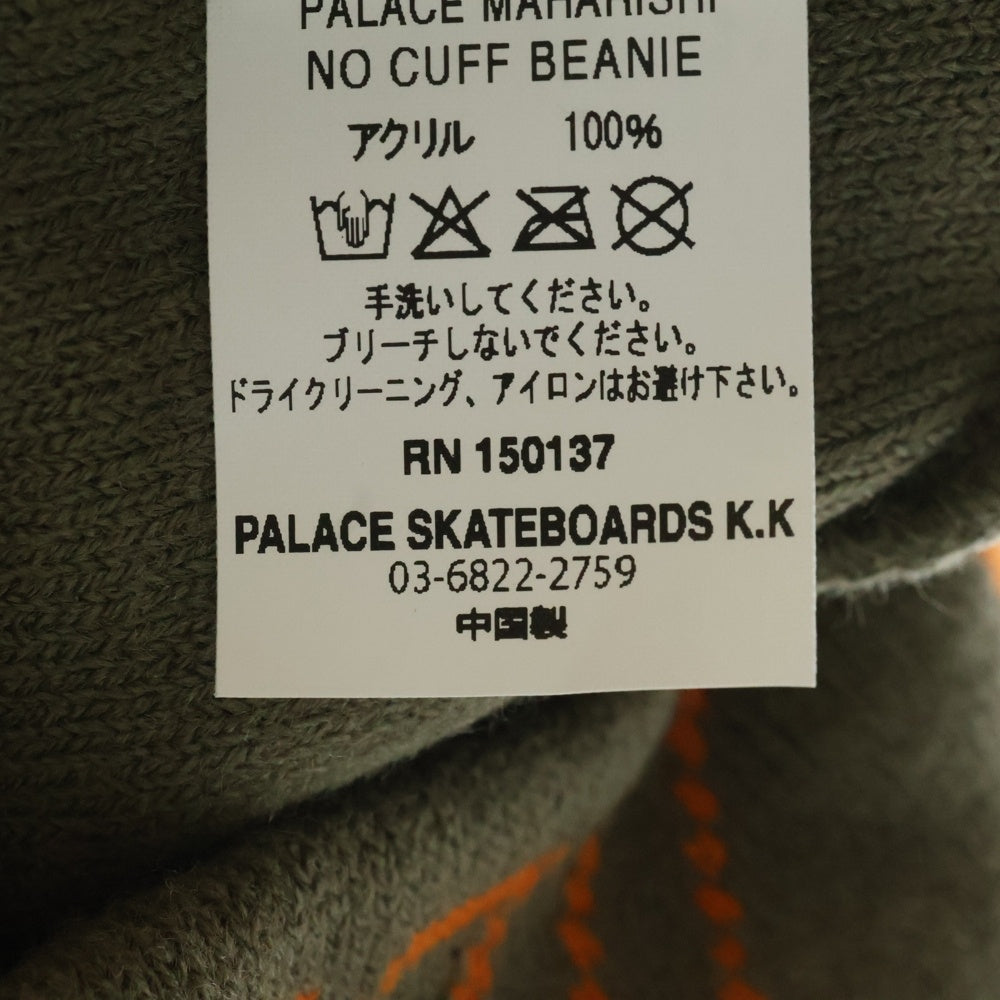 PALACE MAHARISHI
NO CUFF BEANIE
アクリル 100%
手洗いしてください。
ブリーチしないでください。
ドライクリーニング、アイロンはお避け下さい。
RN 150137
PALACE SKATEBOARDS K.K
03-6822-2759
中国製